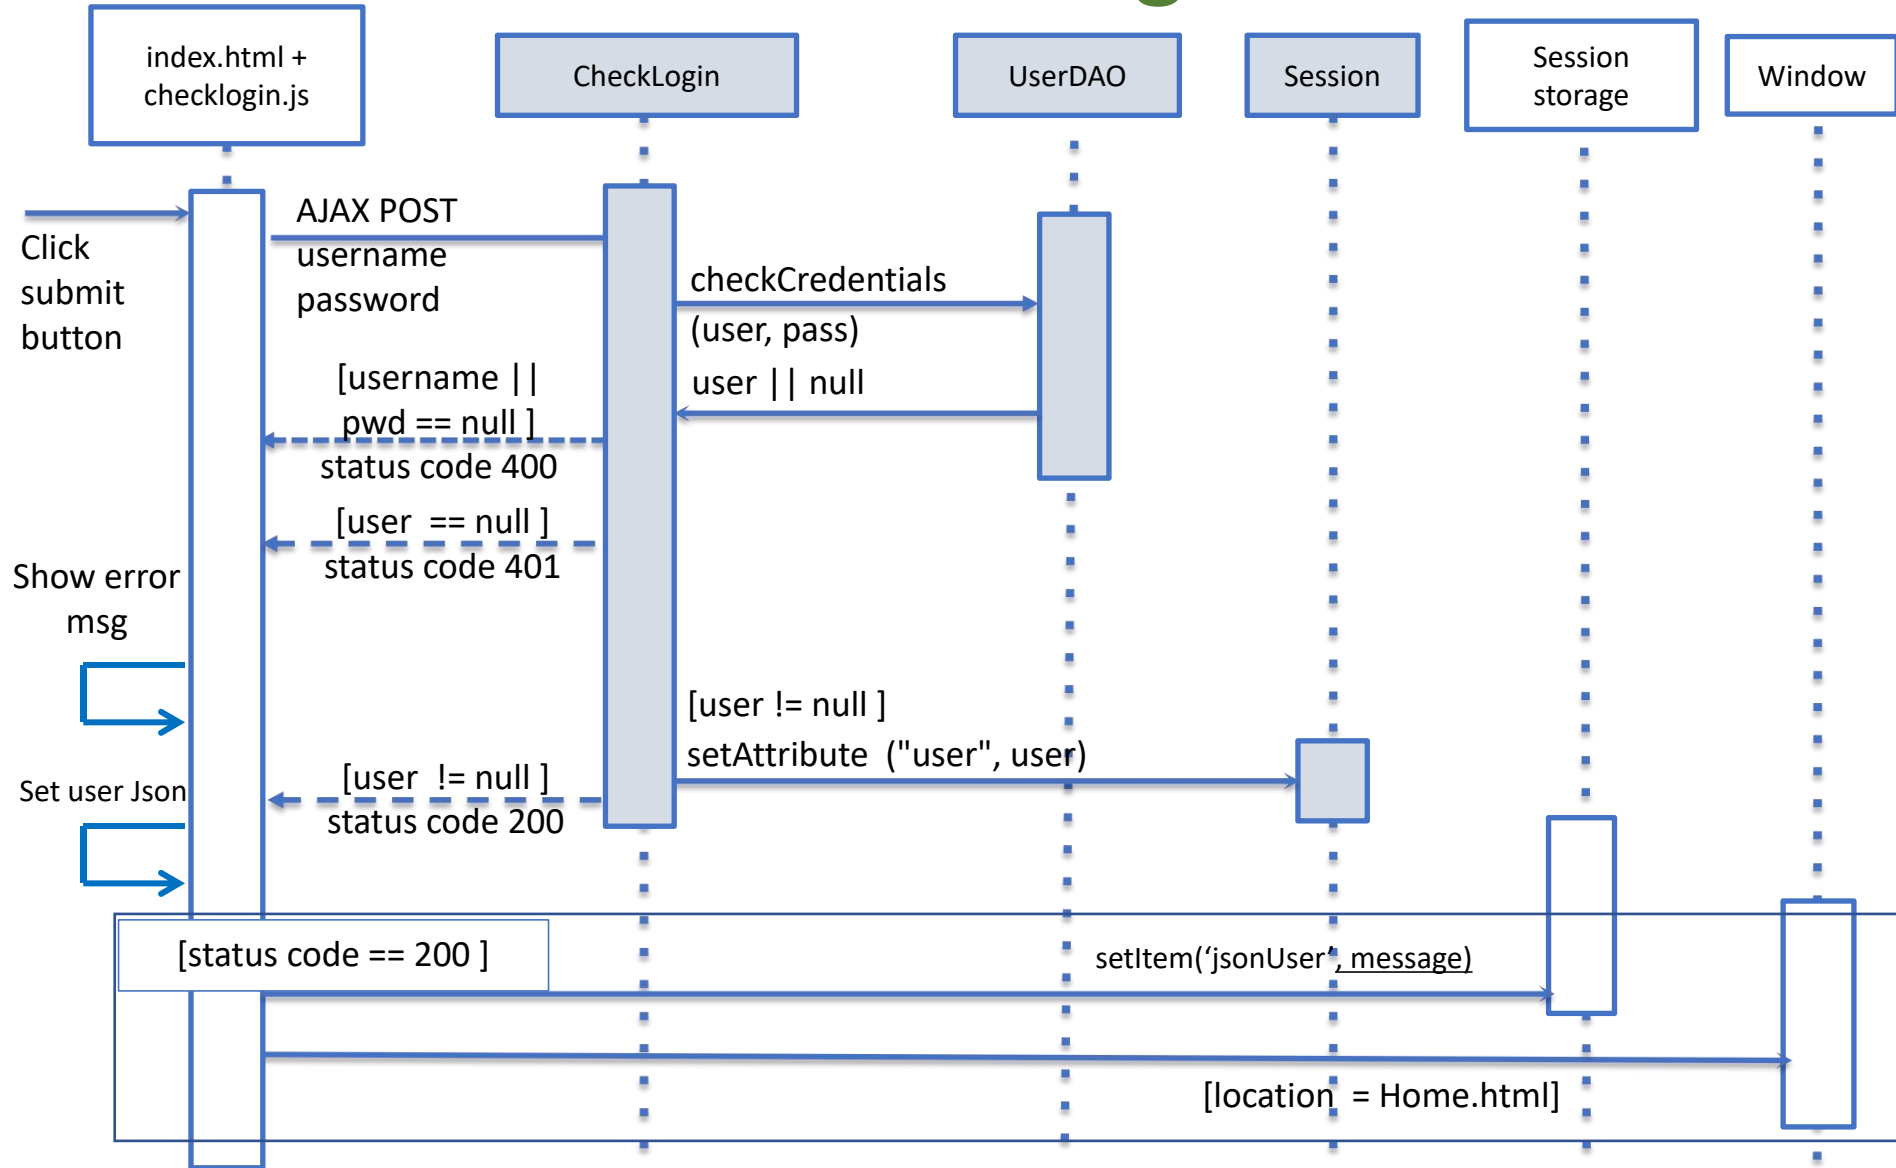 g
index.html +
checklogin.js
CheckLogin
UserDAO
Session
Session
storage
Window
Click
submit
button
AJAX POST
username
password
checkCredentials
(user, pass)
user || null
[username ||
pwd == null ]
status code 400
[user  == null ]
status code 401
Show error
msg
[user != null ]
setAttribute  ("user", user)
Set user Json
[user  != null ]
status code 200
[status code == 200 ]
setItem(‘jsonUser’, message)
[location  = Home.html]